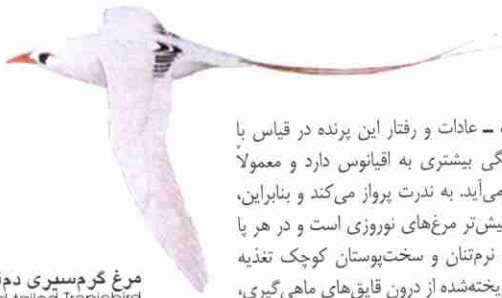 ـ عادات و رفتار این پرنده در قیاس با
گی بیشتری به اقیانوس دارد و معمولاً
می‌آید. به ندرت پرواز می‌کند و بنابراین،
یش‌تر مرغ‌های نوروزی است و در هر پا
نرم‌تنان و سخت‌پوستان کوچک تغذیه
یخته‌شده از درون قایق‌های ماهی‌گیری،
مرغ گرم‌سیری دم‌ق
d-tailed Tropicbird